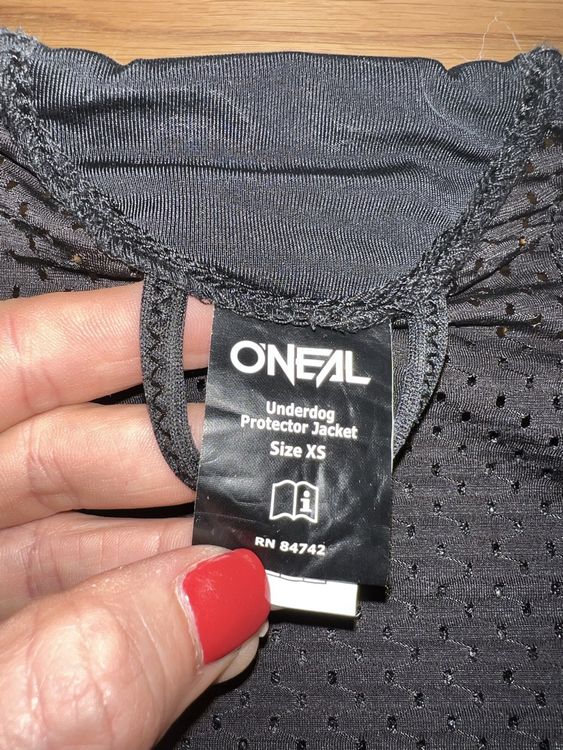 O'NEAL
Underdog
Protector Jacket
Size XS
i
RN 84742